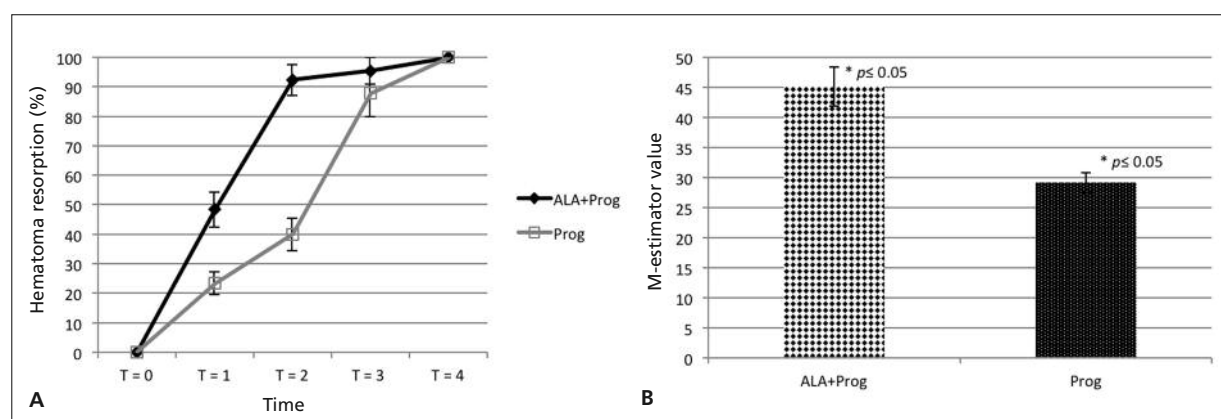 Hematoma resorption (%)
100
90
80
70
60
50
40
30
20
10
0
T = 0 T = 1 T = 2 T = 3 T = 4
Time
ALA+Prog
Prog
A
M-estimator value
50
45
40
35
30
25
20
15
10
5
0
* p≤ 0.05
* p≤ 0.05
ALA+Prog Prog
B